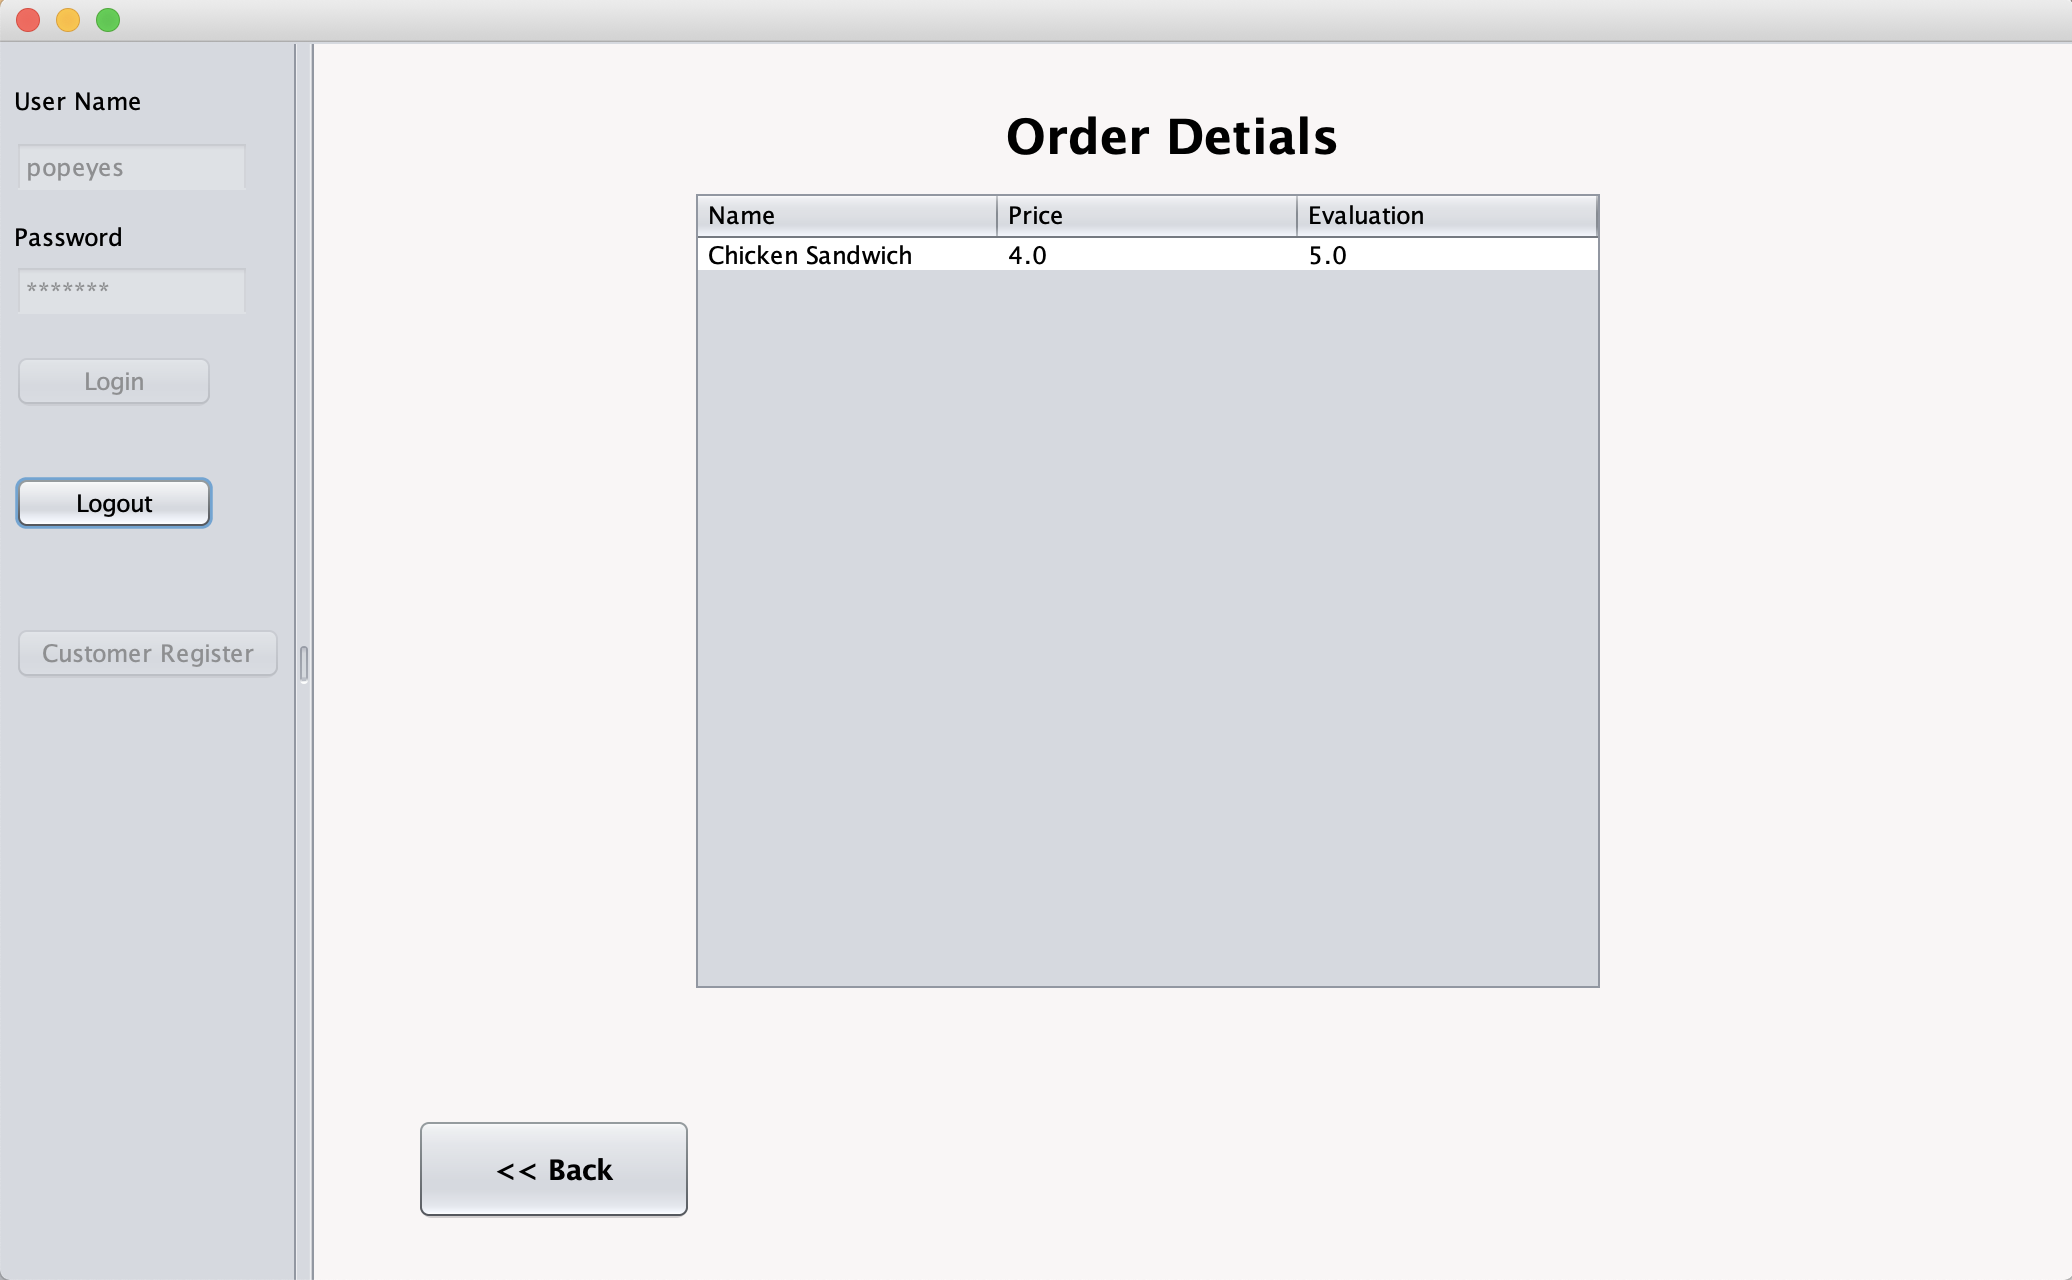 User Name
popeyes
Password
*******
Login
Logout
Customer Register
Order Detials
Name Price Evaluation
Chicken Sandwich 4.0 5.0
<< Back